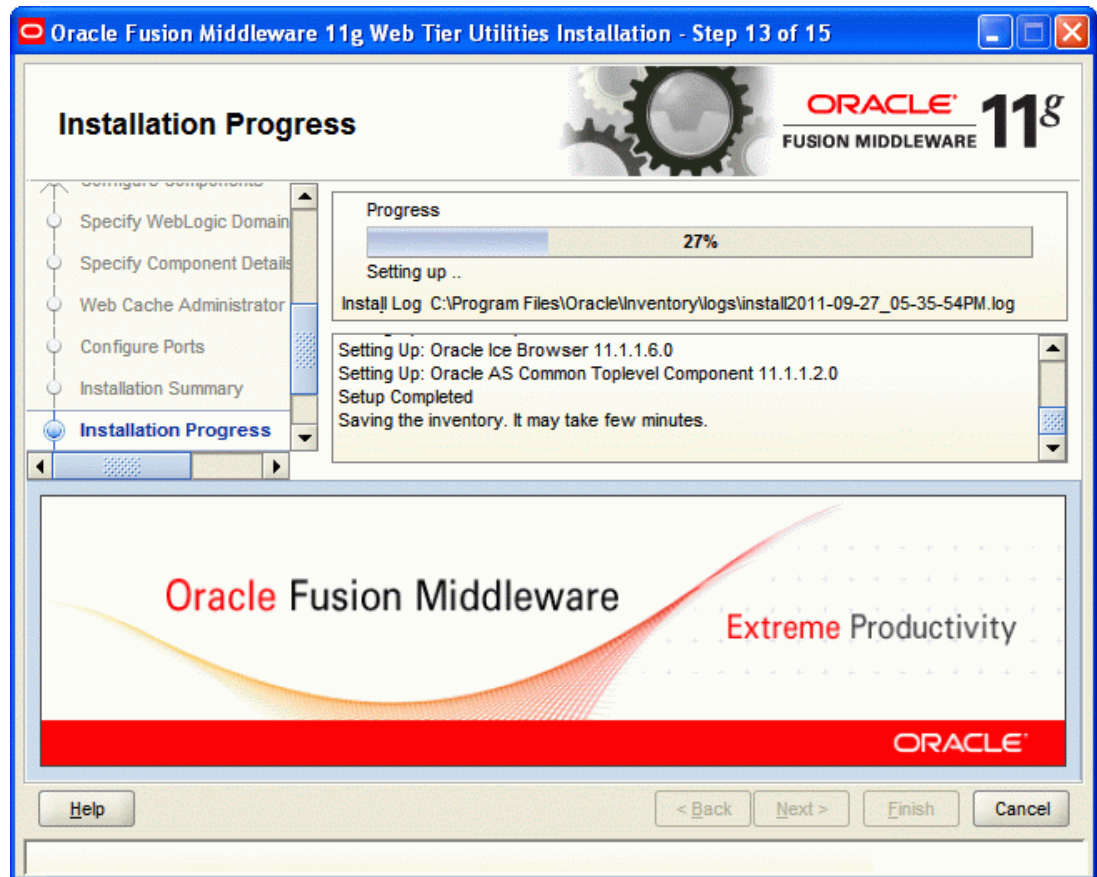 Oracle Fusion Middleware 11g Web Tier Utilities Installation - Step 13 of 15
Installation Progress
ORACLE
FUSION MIDDLEWARE
11g
Configure Components
Specify WebLogic Domain
Specify Component Details
Web Cache Administrator
Configure Ports
Installation Summary
Installation Progress
Progress
27%
Setting up ..
Install Log C:\Program Files\Oracle\Inventory\logs\install2011-09-27_05-35-54PM.log
Setting Up: Oracle Ice Browser 11.1.1.6.0
Setting Up: Oracle AS Common Toplevel Component 11.1.1.2.0
Setup Completed
Saving the inventory. It may take few minutes.
Oracle Fusion Middleware
Extreme Productivity
ORACLE
Help
< Back
Next >
Finish
Cancel